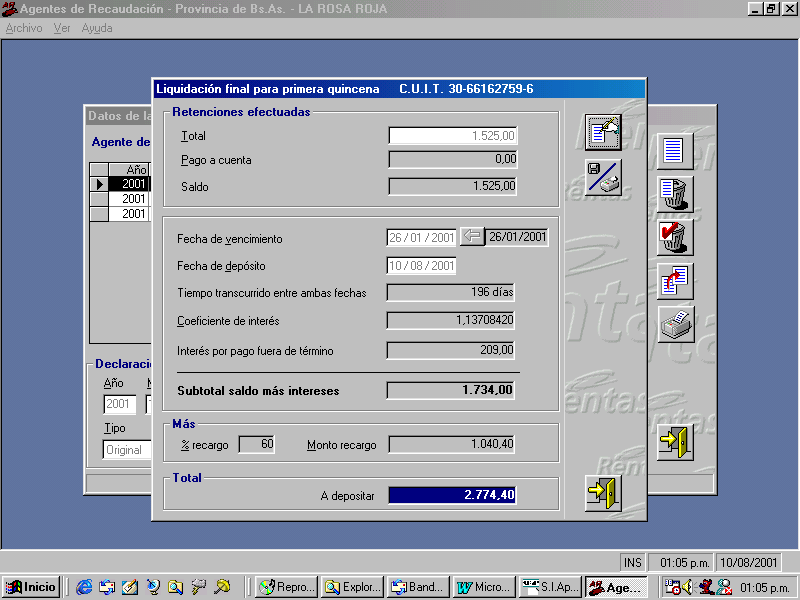 Agentes de Recaudación - Provincia de Bs.As. - LA ROSA ROJA
Archivo Ver Ayuda
Datos de la
Agente de
Año
2001
2001
2001
Declaració
Año
2001
Tipo
Original
Liquidación final para primera quincena C.U.I.T. 30-66162759-6
Retenciones efectuadas
Total 1.525,00
Pago a cuenta 0,00
Saldo 1.525,00
Fecha de vencimiento 26/01/2001 26/01/2001
Fecha de depósito 10/08/2001
Tiempo transcurrido entre ambas fechas 196 días
Coeficiente de interés 1,13708420
Interés por pago fuera de término 209,00
Subtotal saldo más intereses 1.734,00
Más
% recargo 60 Monto recargo 1.040,40
Total
A depositar 2.774,40
Rentas
Rentas
Rentas
INS 01:05 p.m. 10/08/2001
Inicio Repro... Explor... Band... Micro... S.I.Ap... Age... 01:05 p.m.